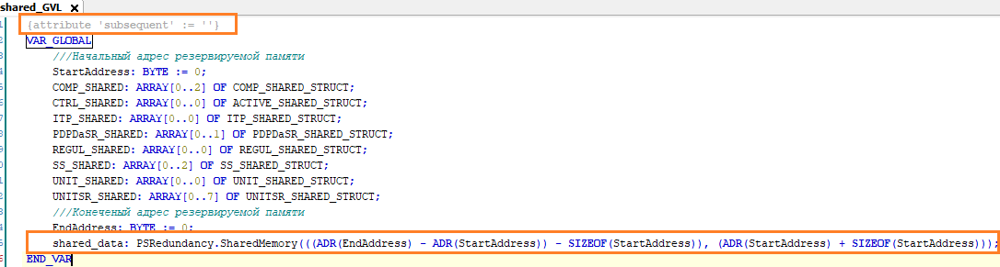 shared_GVL
{attribute 'subsequent' := ''}
VAR_GLOBAL
///Начальный адрес резервируемой памяти
StartAddress: BYTE := 0;
COMP_SHARED: ARRAY[0..2] OF COMP_SHARED_STRUCT;
CTRL_SHARED: ARRAY[0..0] OF ACTIVE_SHARED_STRUCT;
ITP_SHARED: ARRAY[0..0] OF ITP_SHARED_STRUCT;
PDPDaSR_SHARED: ARRAY[0..1] OF PDPDaSR_SHARED_STRUCT;
REGUL_SHARED: ARRAY[0..0] OF REGUL_SHARED_STRUCT;
SS_SHARED: ARRAY[0..2] OF SS_SHARED_STRUCT;
UNIT_SHARED: ARRAY[0..0] OF UNIT_SHARED_STRUCT;
UNITSR_SHARED: ARRAY[0..7] OF UNITSR_SHARED_STRUCT;
///Конеченый адрес резервируемой памяти
EndAddress: BYTE := 0;
shared_data: PSRedundancy.SharedMemory(((ADR(EndAddress) - ADR(StartAddress)) - SIZEOF(StartAddress)), (ADR(StartAddress) + SIZEOF(StartAddress)));
END_VAR